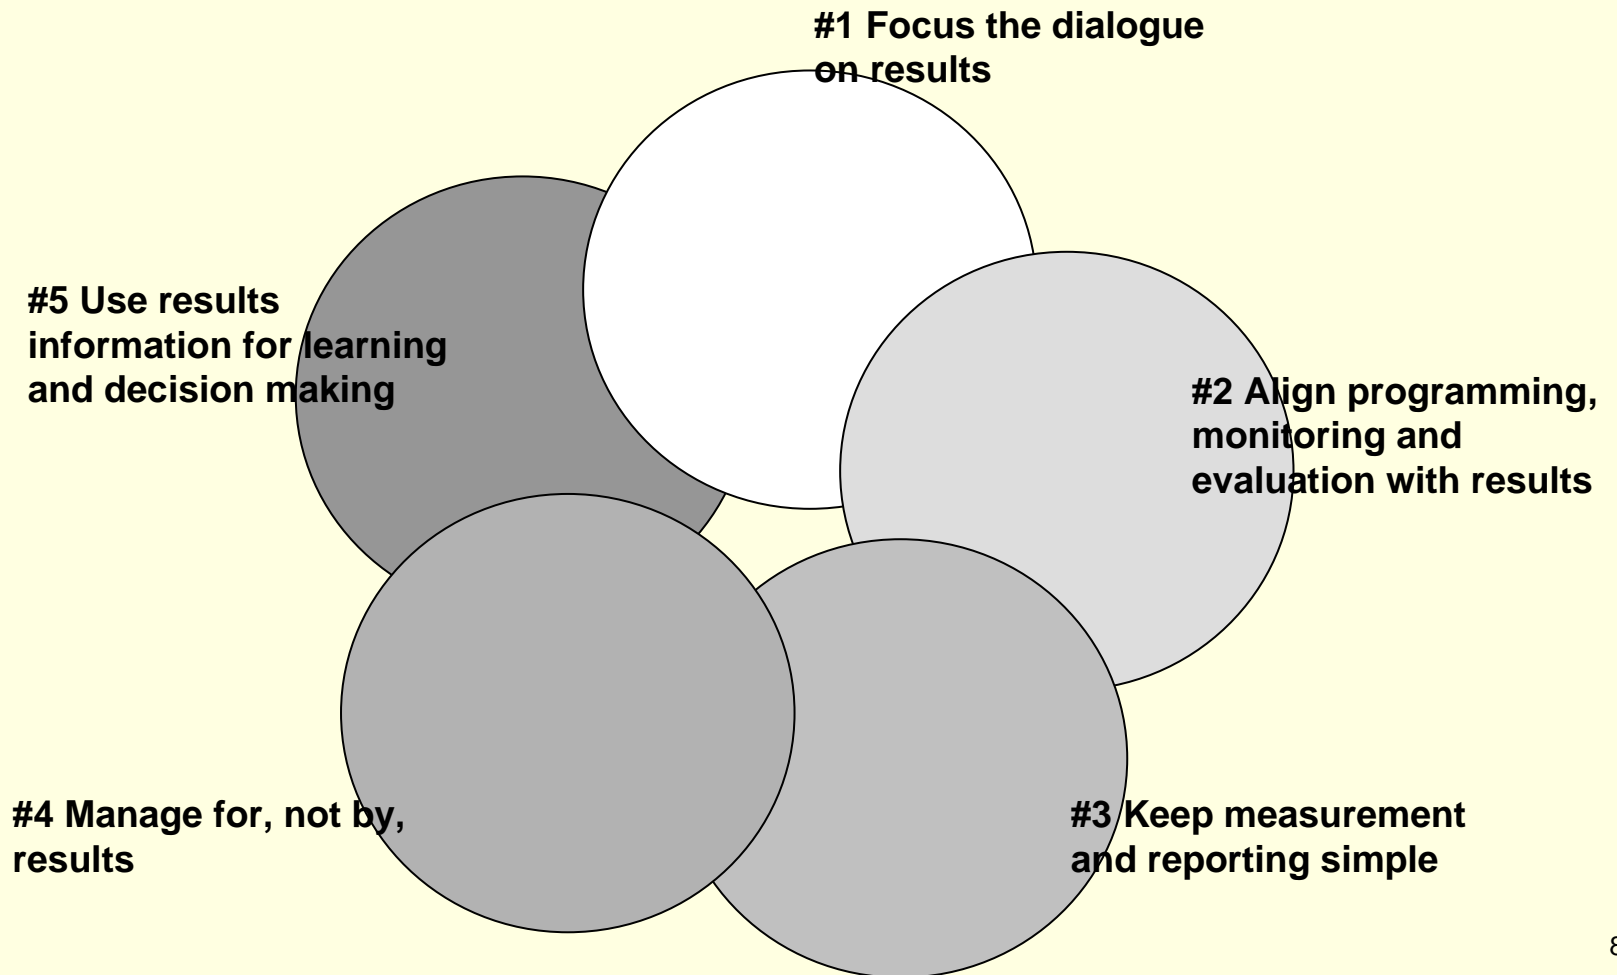 #1 Focus the dialogue
on results
#2 Align programming,
monitoring and
evaluation with results
#3 Keep measurement
and reporting simple
#4 Manage for, not by,
results
#5 Use results
information for learning
and decision making
8